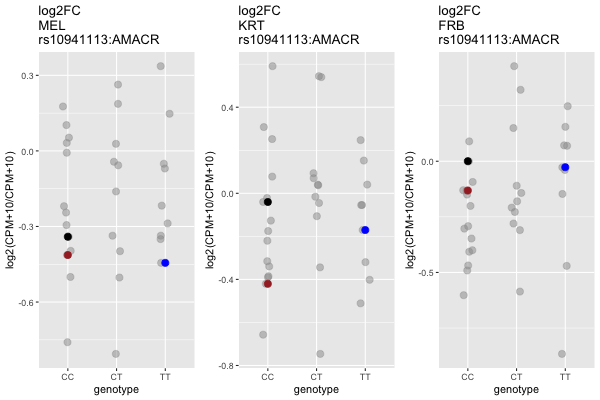 log2FC
MEL
rs10941113:AMACR
log2(CPM+10/CPM+10)
0.3
0.0
-0.3
-0.6
CC
CT
TT
genotype
log2FC
KRT
rs10941113:AMACR
log2(CPM+10/CPM+10)
0.4
0.0
-0.4
-0.8
CC
CT
TT
genotype
log2FC
FRB
rs10941113:AMACR
log2(CPM+10/CPM+10)
0.0
-0.5
CC
CT
TT
genotype